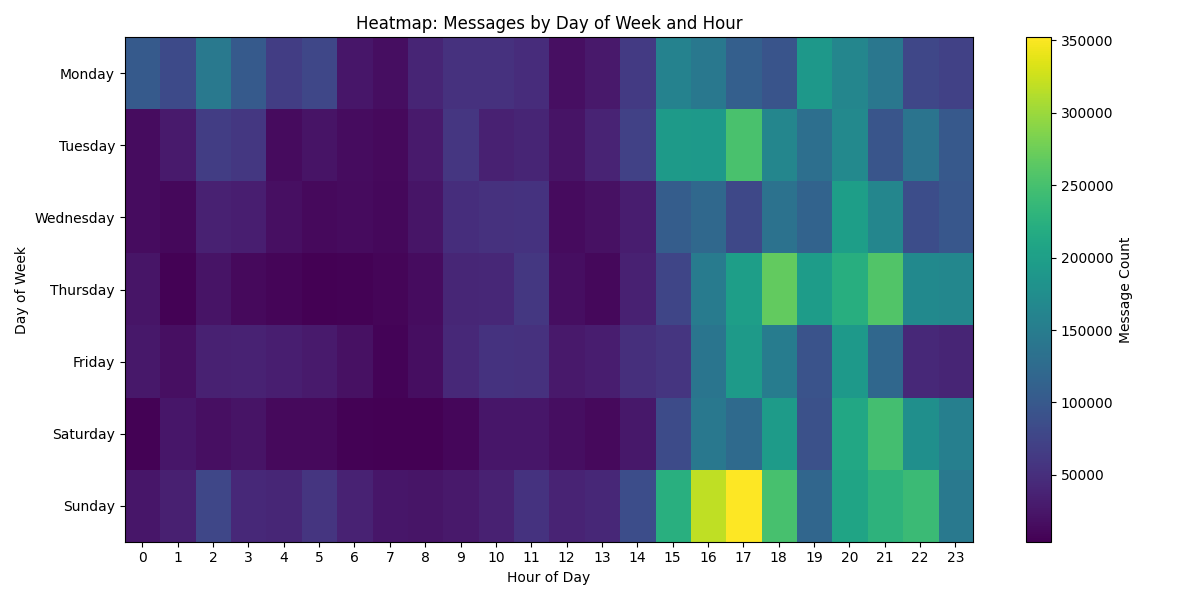 Heatmap: Messages by Day of Week and Hour
Day of Week
Monday
Tuesday
Wednesday
Thursday
Friday
Saturday
Sunday
0 1 2 3 4 5 6 7 8 9 10 11 12 13 14 15 16 17 18 19 20 21 22 23
Hour of Day
350000
300000
250000
200000
150000
100000
50000
Message Count